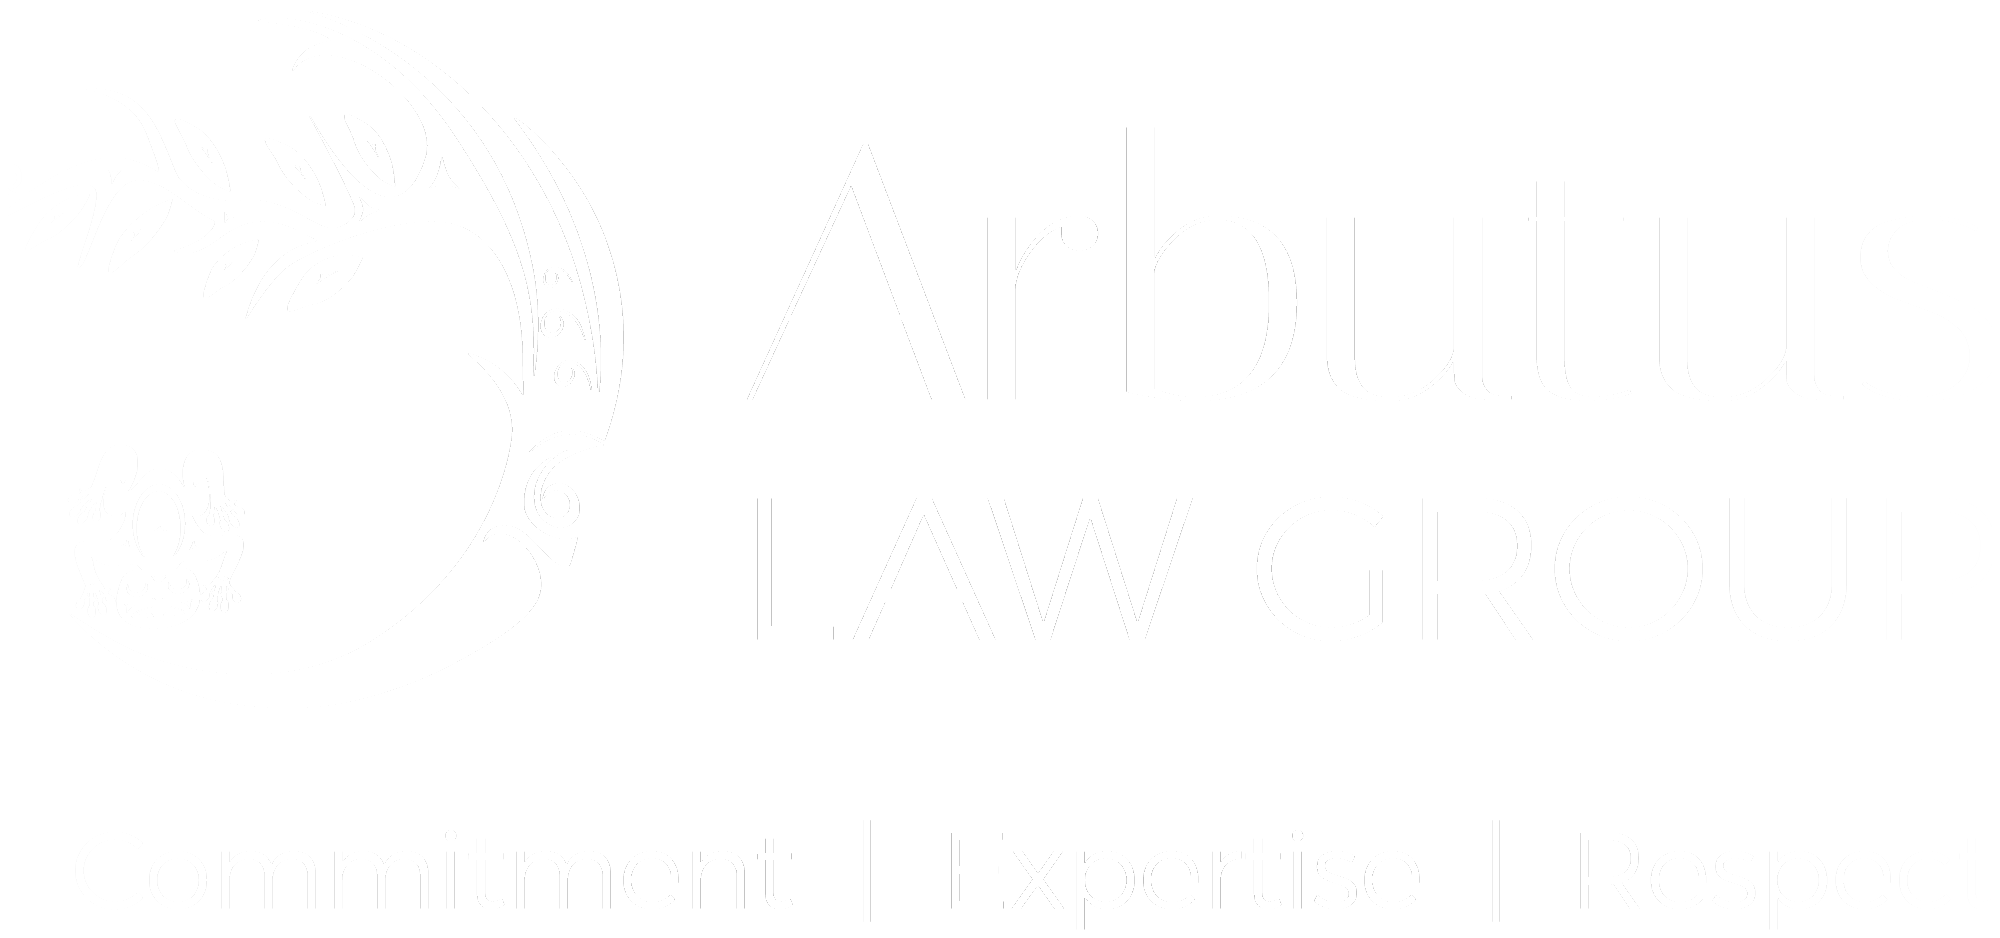 Arbutus
LAW GROUP
Commitment | Expertise | Respect